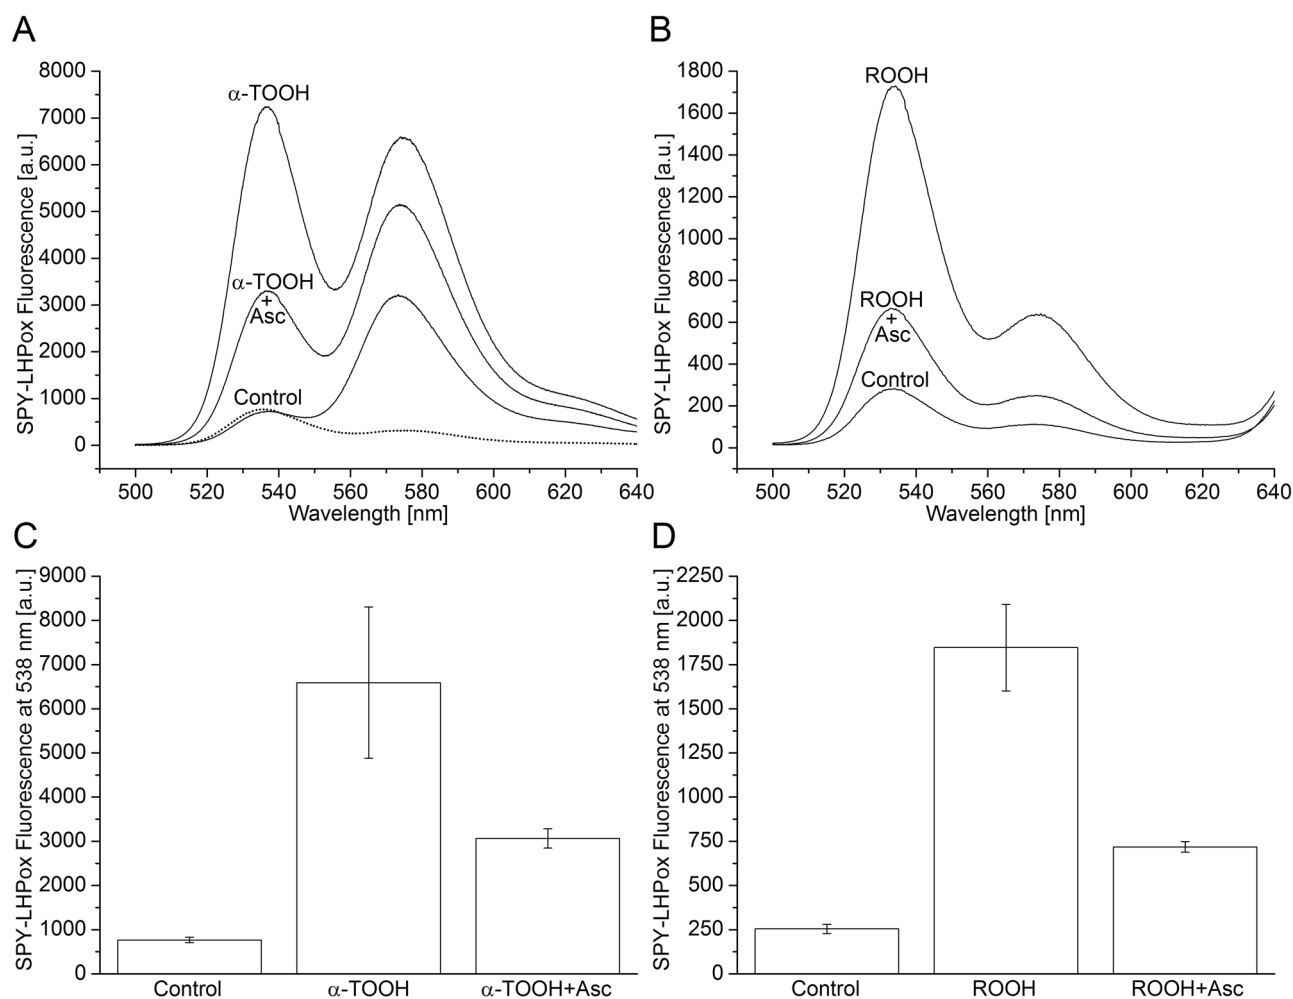 A
SPY-LHPox Fluorescence [a.u.]
8000
7000
6000
5000
4000
3000
2000
1000
0
α-TOOH
α-TOOH
+
Asc
Control
500 520 540 560 580 600 620 640
Wavelength [nm]
B
SPY-LHPox Fluorescence [a.u.]
1800
1600
1400
1200
1000
800
600
400
200
0
ROOH
ROOH
+
Asc
Control
500 520 540 560 580 600 620 640
Wavelength [nm]
C
SPY-LHPox Fluorescence at 538 nm [a.u.]
9000
8000
7000
6000
5000
4000
3000
2000
1000
0
Control α-TOOH α-TOOH+Asc
D
SPY-LHPox Fluorescence at 538 nm [a.u.]
2250
2000
1750
1500
1250
1000
750
500
250
0
Control ROOH ROOH+Asc